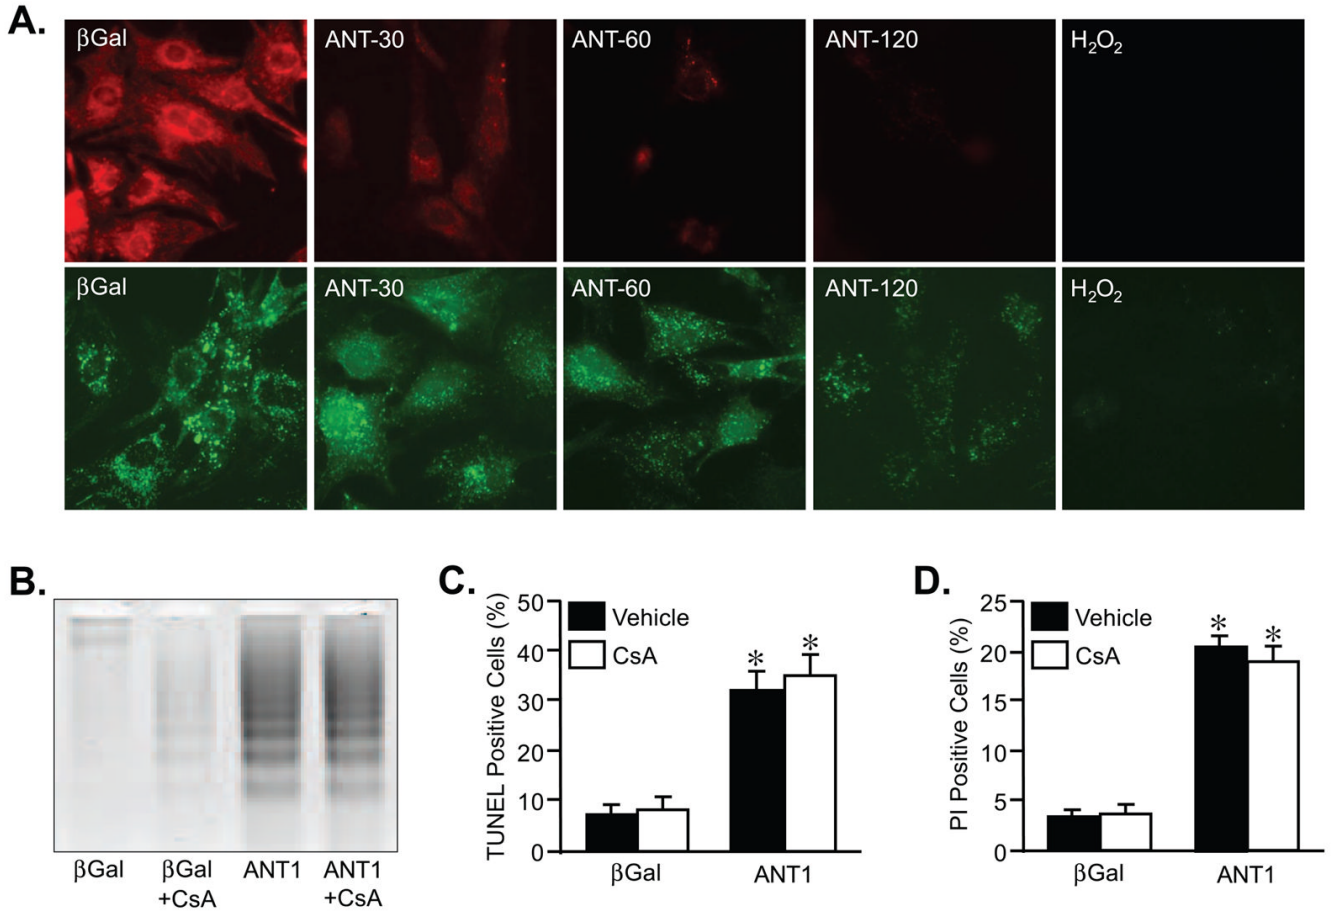 A.
βGal ANT-30 ANT-60 ANT-120 H₂O₂
βGal ANT-30 ANT-60 ANT-120 H₂O₂
B.
βGal βGal ANT1 ANT1
+CsA +CsA
C.
TUNEL Positive Cells (%)
50
40
30
20
10
0
Vehicle
CsA
* *
βGal ANT1
D.
PI Positive Cells (%)
25
20
15
10
5
0
Vehicle
CsA
* *
βGal ANT1